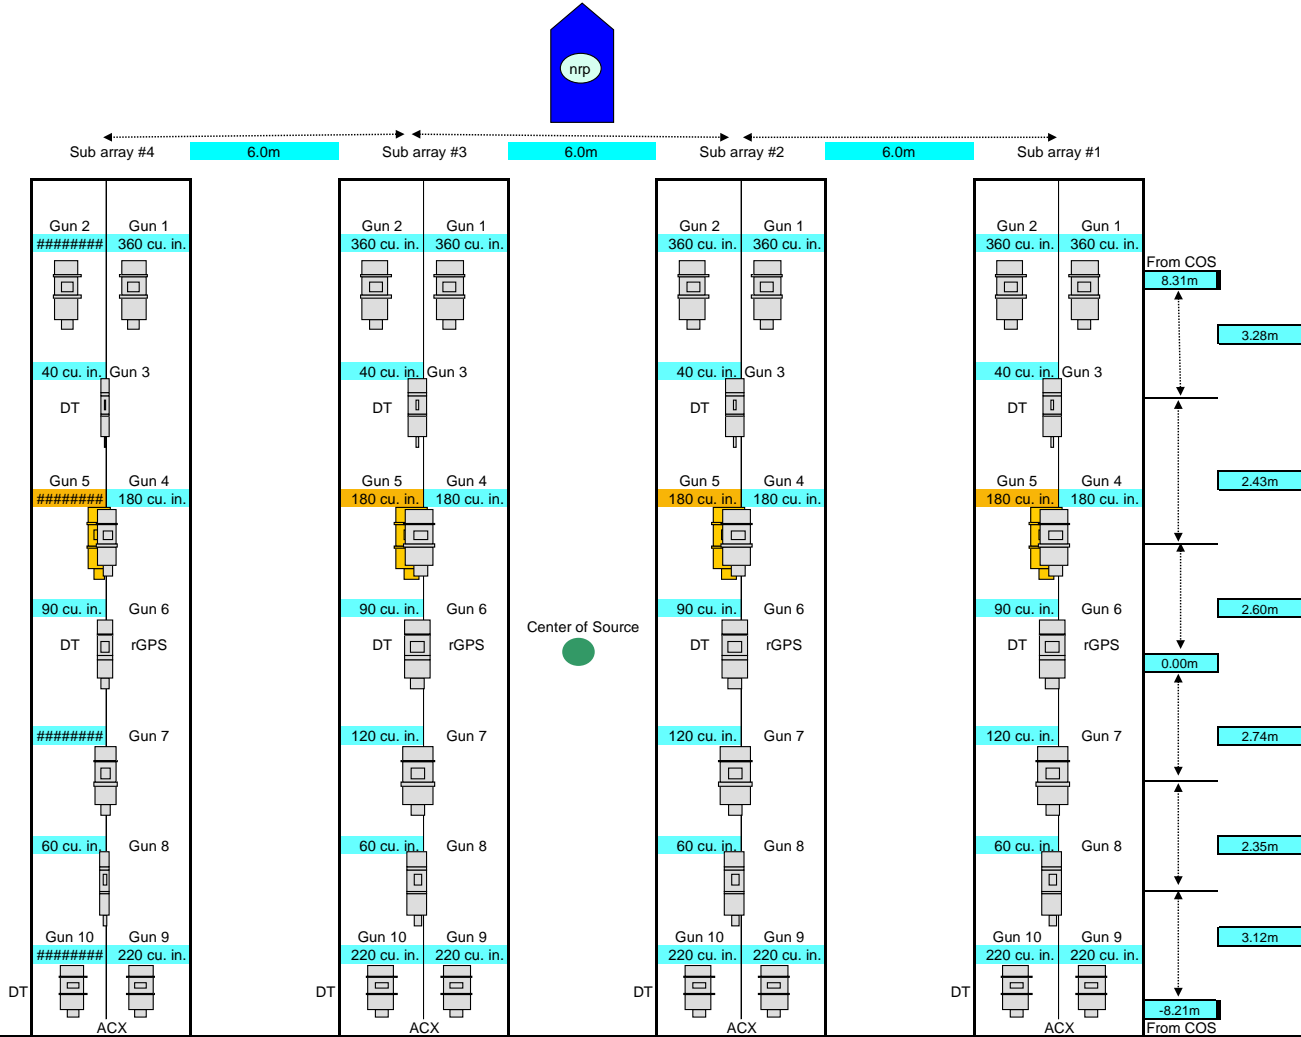 nrp
Sub array #4 6.0m Sub array #3 6.0m Sub array #2 6.0m Sub array #1
Gun 2 Gun 1 Gun 2 Gun 1 Gun 2 Gun 1 Gun 2 Gun 1
######## 360 cu. in. 360 cu. in. 360 cu. in. 360 cu. in. 360 cu. in. 360 cu. in. 360 cu. in.
From COS
8.31m
3.28m
40 cu. in. Gun 3 40 cu. in. Gun 3 40 cu. in. Gun 3 40 cu. in. Gun 3
DT DT DT DT
Gun 5 Gun 4 Gun 5 Gun 4 Gun 5 Gun 4 Gun 5 Gun 4 2.43m
######## 180 cu. in. 180 cu. in. 180 cu. in. 180 cu. in. 180 cu. in. 180 cu. in. 180 cu. in.
90 cu. in. Gun 6 90 cu. in. Gun 6 90 cu. in. Gun 6 90 cu. in. Gun 6 2.60m
Center of Source
DT rGPS DT rGPS DT rGPS DT rGPS
0.00m
######## Gun 7 120 cu. in. Gun 7 120 cu. in. Gun 7 120 cu. in. Gun 7 2.74m
60 cu. in. Gun 8 60 cu. in. Gun 8 60 cu. in. Gun 8 60 cu. in. Gun 8 2.35m
Gun 10 Gun 9 Gun 10 Gun 9 Gun 10 Gun 9 Gun 10 Gun 9 3.12m
######## 220 cu. in. 220 cu. in. 220 cu. in. 220 cu. in. 220 cu. in. 220 cu. in. 220 cu. in.
DT DT DT DT
-8.21m
ACX ACX ACX ACX From COS